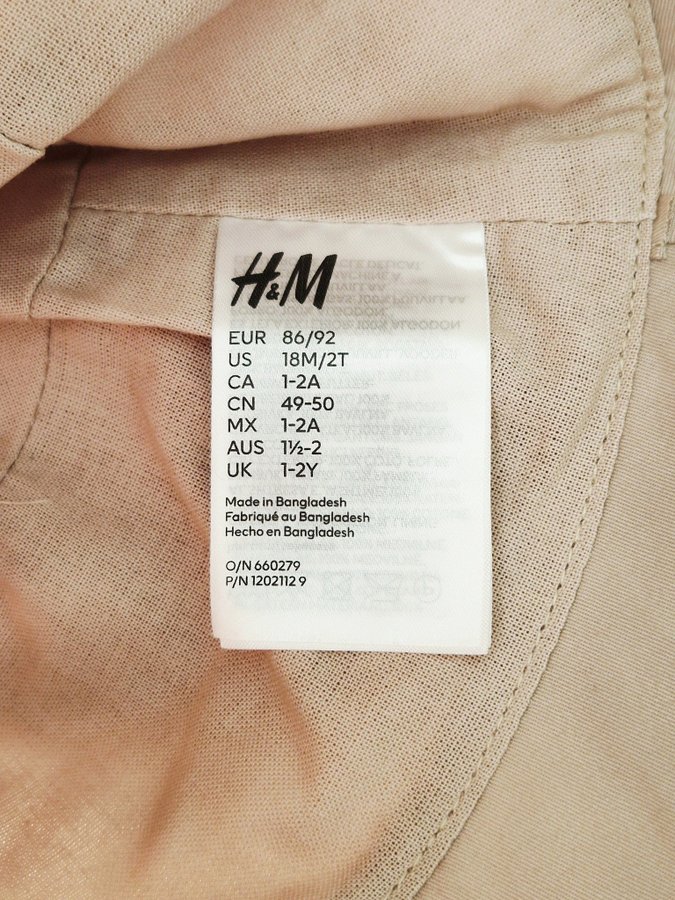 H&M
EUR 86/92
US 18M/2T
CA 1-2A
CN 49-50
MX 1-2A
AUS 1½-2
UK 1-2Y
Made in Bangladesh
Fabriqué au Bangladesh
Hecho en Bangladesh
O/N 660279
P/N 1202112 9